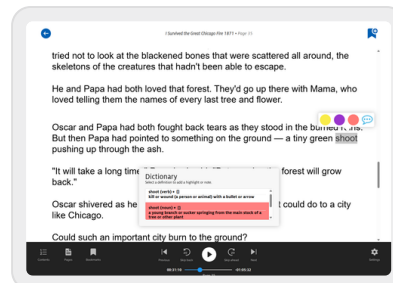 I Survived the Great Chicago Fire 1871 • Page 31
tried not to look at the blackened bones that were scattered all around, the
skeletons of the creatures that hadn't been able to escape.
He and Papa had both loved that forest. They'd go up there with Mama, who
loved telling them the names of every last tree and flower.
Oscar and Papa had both fought back tears as they stood in the burned
But then Papa had pointed to something on the ground — a tiny green shoot
pushing up through the ash.
"It will take a long time forest will grow
back."
Dictionary
Select a definition to add a highlight or note.
shoot (verb)
kill or wound (a person or animal) with a bullet or arrow
shoot (noun)
a young branch or sucker springing from the main stock of a
tree or other plant
Oscar shivered as he t could do to a city
like Chicago.
Could such an important city burn to the ground?
Contents
Pages
Bookmarks
Previous
Skip back
Play
Skip ahead
Next
Settings
00:31:10
-01:05:32